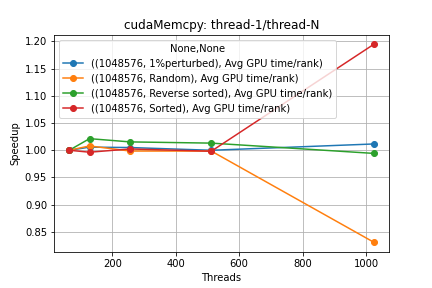 cudaMemcpy: thread-1/thread-N
None,None
((1048576, 1%perturbed), Avg GPU time/rank)
((1048576, Random), Avg GPU time/rank)
((1048576, Reverse sorted), Avg GPU time/rank)
((1048576, Sorted), Avg GPU time/rank)
1.20
1.15
1.10
1.05
1.00
0.95
0.90
0.85
Speedup
200 400 600 800 1000
Threads